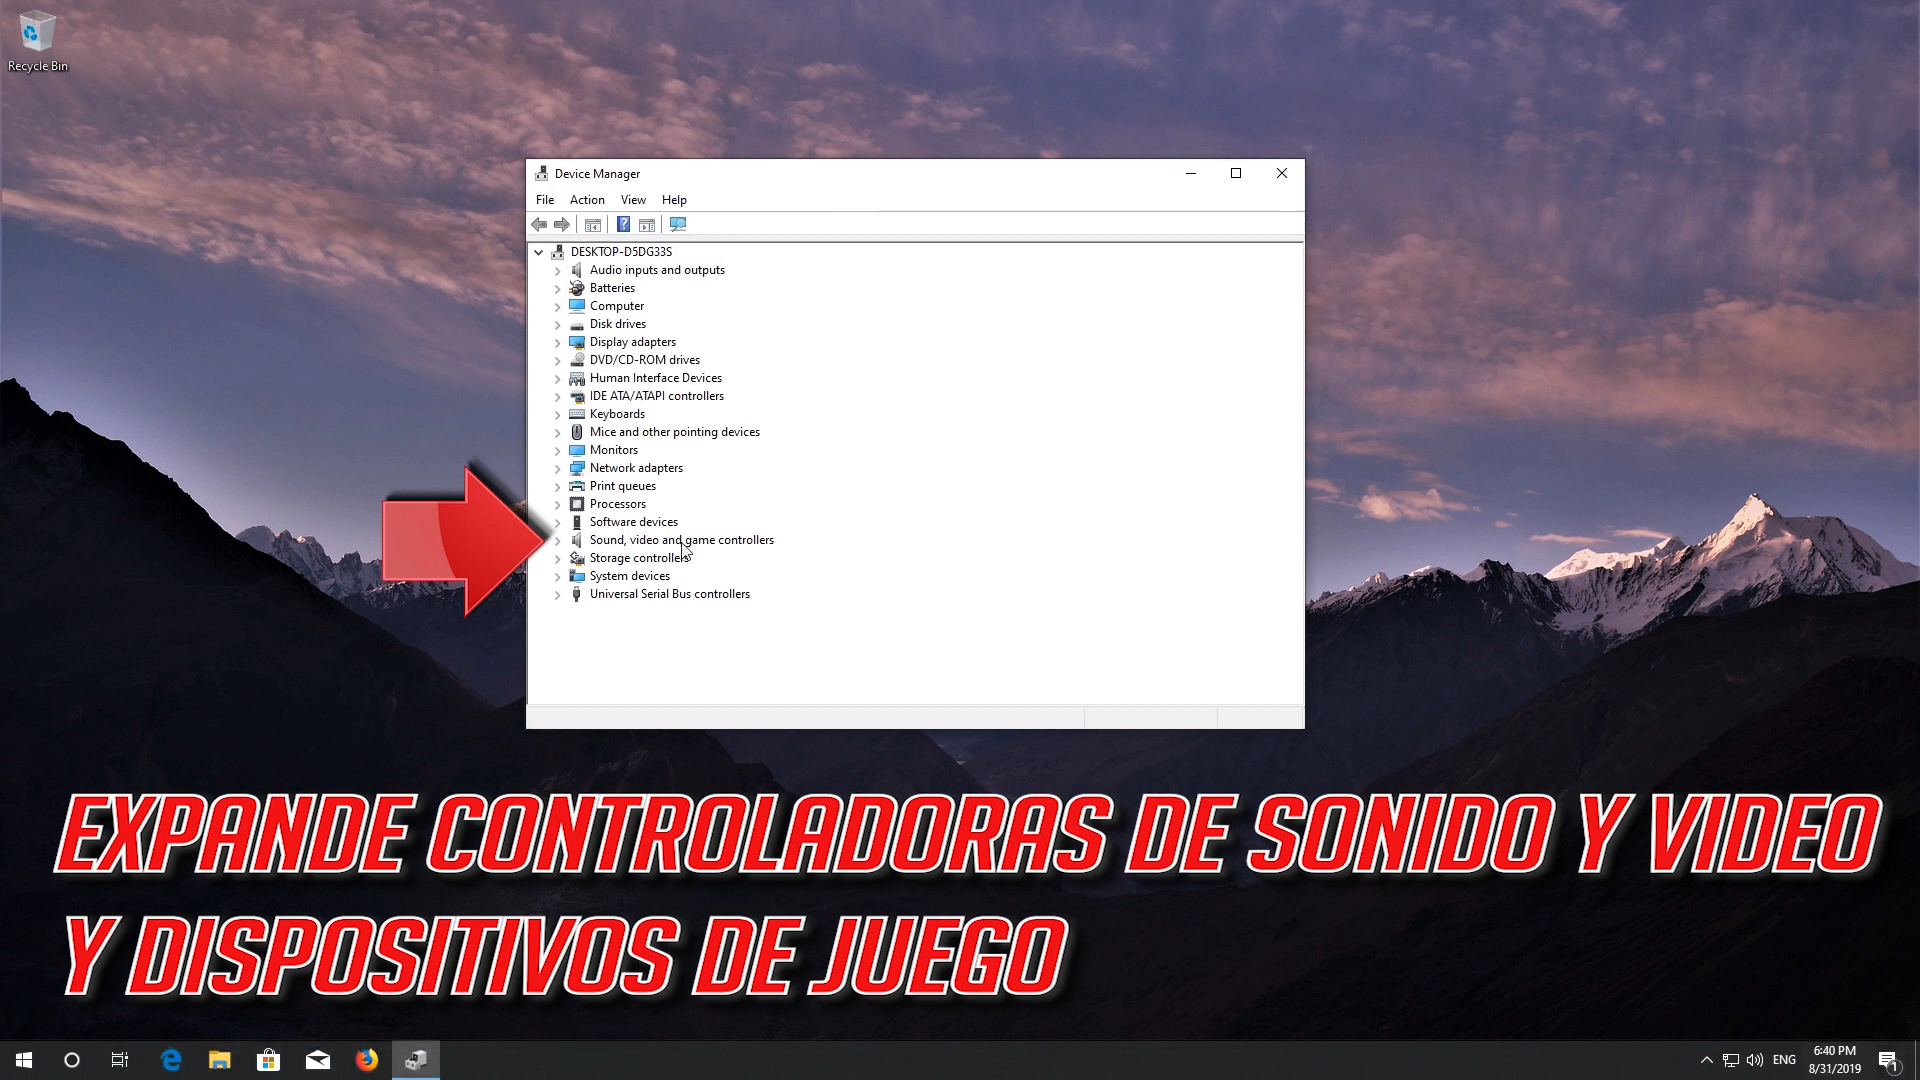 Recycle Bin
Device Manager
File Action View Help
DESKTOP-D5DG33S
Audio inputs and outputs
Batteries
Computer
Disk drives
Display adapters
DVD/CD-ROM drives
Human Interface Devices
IDE ATA/ATAPI controllers
Keyboards
Mice and other pointing devices
Monitors
Network adapters
Print queues
Processors
Software devices
Sound, video and game controllers
Storage controllers
System devices
Universal Serial Bus controllers
EXPANDE CONTROLADORAS DE SONIDO Y VIDEO
Y DISPOSITIVOS DE JUEGO
ENG
6:40 PM
8/31/2019
1